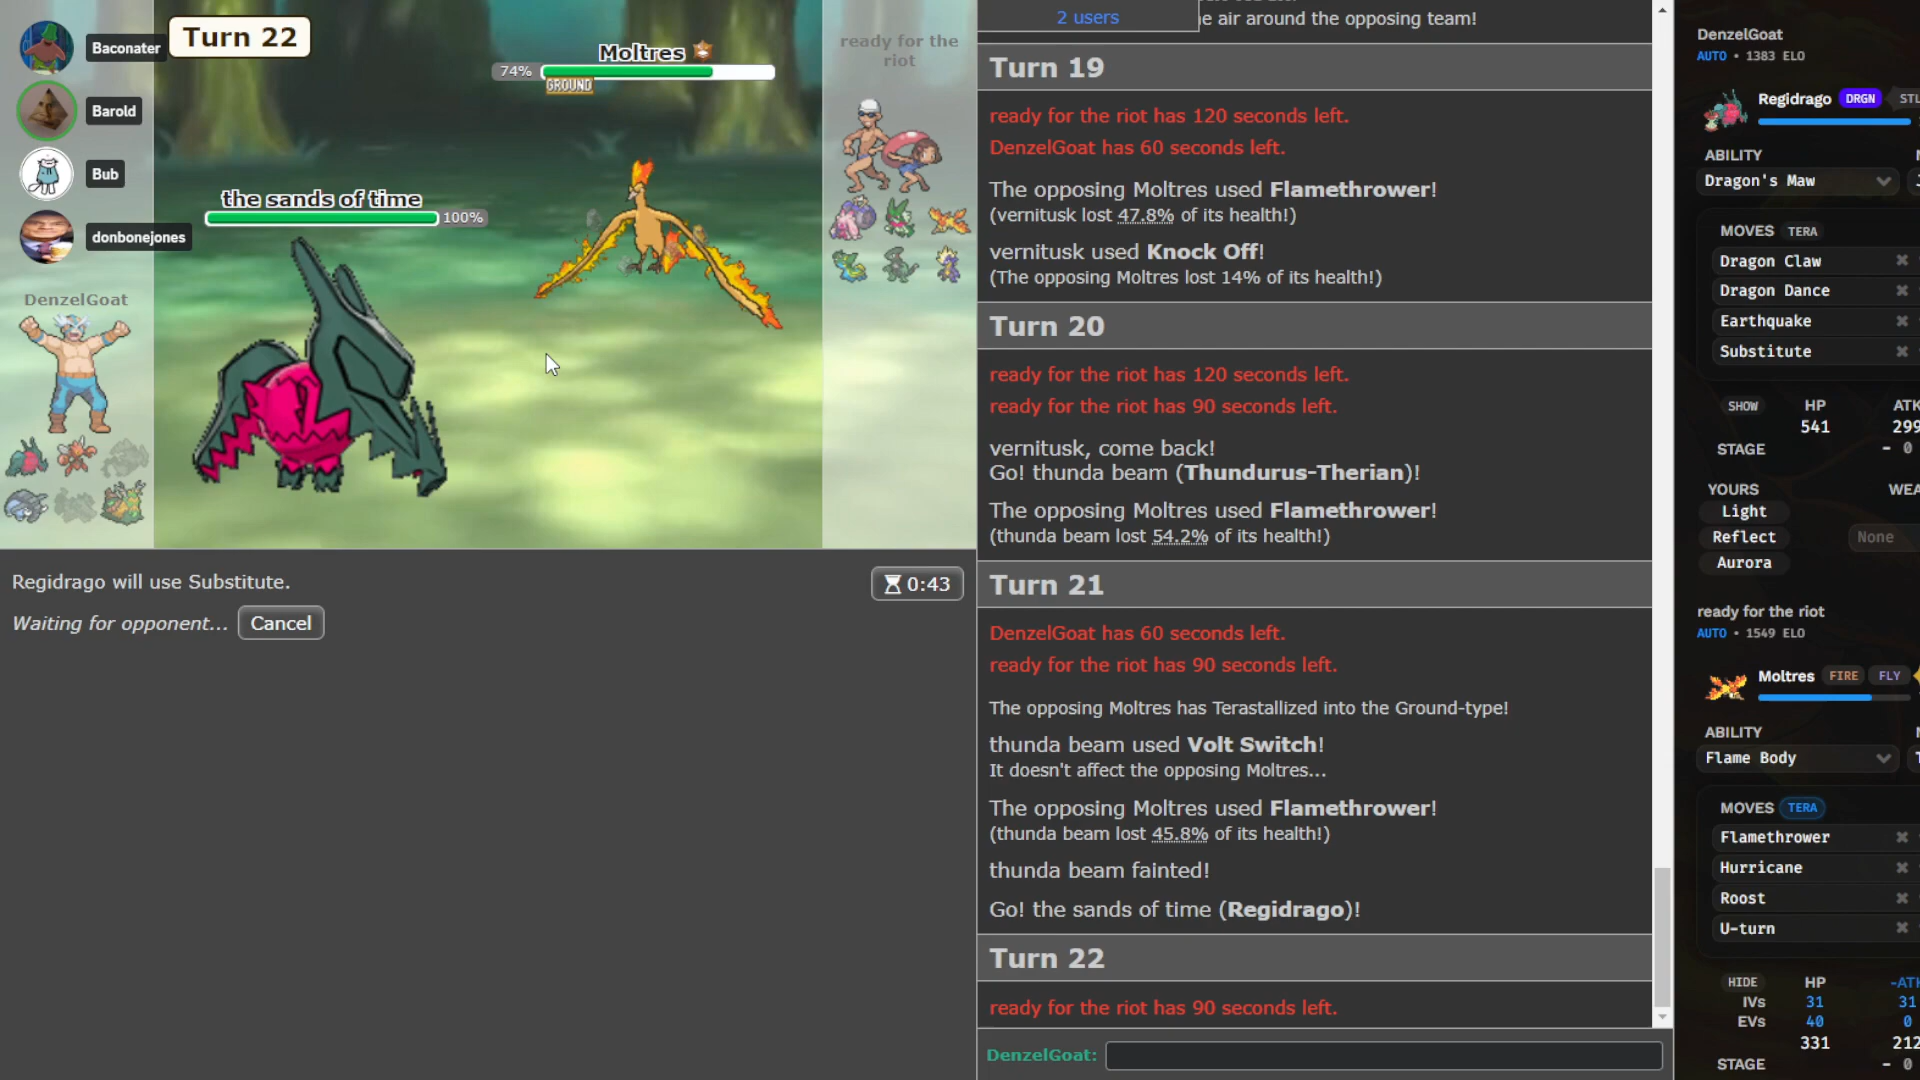 Baconater
Turn 22
Barold
Bub
donbonejones
Moltres
74%
GROUND
the sands of time
100%
DenzelGoat
ready for the
riot
Regidrago will use Substitute.
0:43
Waiting for opponent...
Cancel
2 users
e air around the opposing team!
Turn 19
ready for the riot has 120 seconds left.
DenzelGoat has 60 seconds left.
The opposing Moltres used Flamethrower!
(vernitusk lost 47.8% of its health!)
vernitusk used Knock Off!
(The opposing Moltres lost 14% of its health!)
Turn 20
ready for the riot has 120 seconds left.
ready for the riot has 90 seconds left.
vernitusk, come back!
Go! thunda beam (Thundurus-Therian)!
The opposing Moltres used Flamethrower!
(thunda beam lost 54.2% of its health!)
Turn 21
DenzelGoat has 60 seconds left.
ready for the riot has 90 seconds left.
The opposing Moltres has Terastallized into the Ground-type!
thunda beam used Volt Switch!
It doesn't affect the opposing Moltres...
The opposing Moltres used Flamethrower!
(thunda beam lost 45.8% of its health!)
thunda beam fainted!
Go! the sands of time (Regidrago)!
Turn 22
ready for the riot has 90 seconds left.
DenzelGoat:
DenzelGoat
AUTO • 1383 ELO
Regidrago DRGN STL
ABILITY
Dragon's Maw
MOVES TERA
Dragon Claw
Dragon Dance
Earthquake
Substitute
SHOW HP ATK
541 299
STAGE - 0
YOURS WEA
Light
Reflect None
Aurora
ready for the riot
AUTO • 1549 ELO
Moltres FIRE FLY
ABILITY
Flame Body
MOVES TERA
Flamethrower
Hurricane
Roost
U-turn
HIDE HP -ATK
IVs 31 31
EVs 40 0
331 212
STAGE - 0